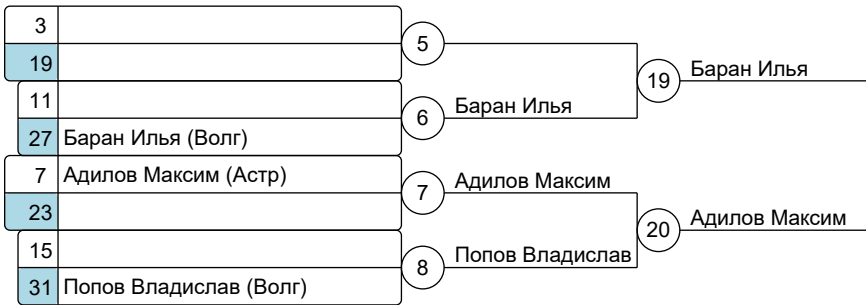 3
5
19
Баран Илья
19
11
Баран Илья
6
27 Баран Илья (Волг)
7 Адилов Максим (Астр)
Адилов Максим
7
23
Адилов Максим
20
15
Попов Владислав
8
31 Попов Владислав (Волг)